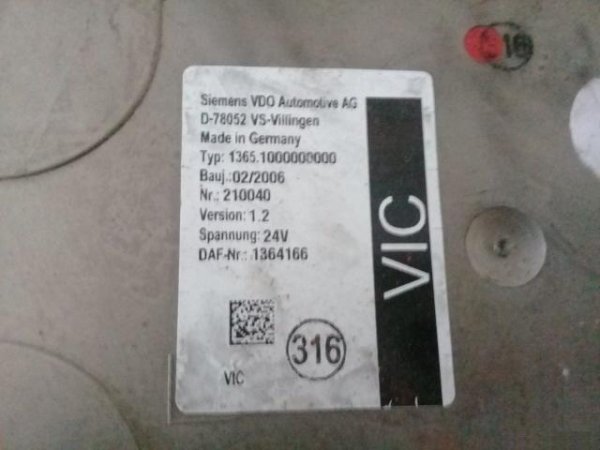 Siemens VDO Automotive AG
D-78052 VS-Villingen
Made in Germany
Typ: 1365.1000000000
Bauj.:02/2006
Nr.: 210040
Version: 1.2
Spannung: 24V
DAF-Nr.: 1364166
316
VIC
VIC